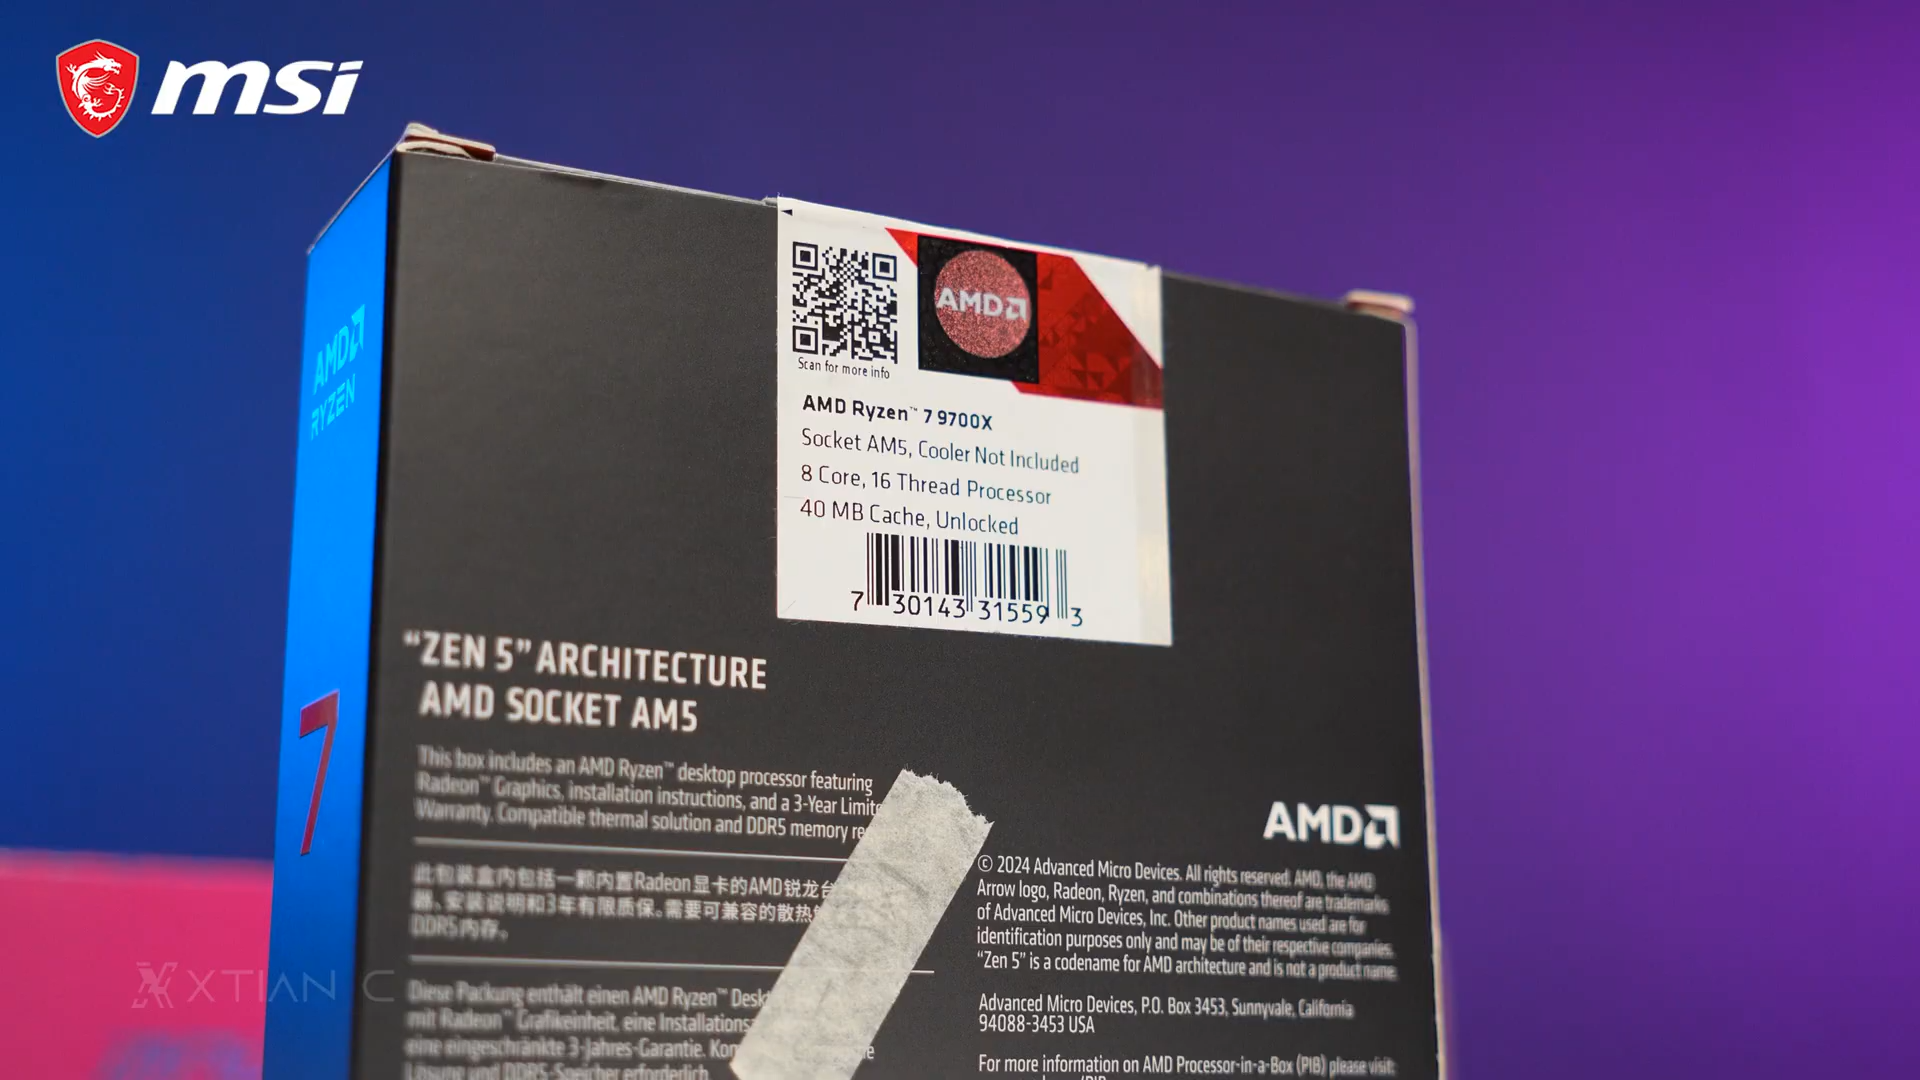 msi
AMD
RYZEN
7
Scan for more info
AMD
AMD Ryzen™ 7 9700X
Socket AM5, Cooler Not Included
8 Core, 16 Thread Processor
40 MB Cache, Unlocked
7 30143 31559 3
“ZEN 5” ARCHITECTURE
AMD SOCKET AM5
This box includes an AMD Ryzen™ desktop processor featuring
Radeon™ Graphics, installation instructions, and a 3-Year Limite
Warranty. Compatible thermal solution and DDR5 memory re
此包装盒内包括一颗内置Radeon显卡的AMD锐龙台
器、安装说明和3年有限质保。需要可兼容的散热
DDR5内存。
Diese Packung enthält einen AMD Ryzen™ Desk
mit Radeon™ Grafikeinheit, eine Installations
eine eingeschränkte 3-Jahres-Garantie. Kom
Lösung und DDR5-Speicher erforderlich
AMD
© 2024 Advanced Micro Devices. All rights reserved. AMD, the AMD
Arrow logo, Radeon, Ryzen, and combinations thereof are trademarks
of Advanced Micro Devices, Inc. Other product names used are for
identification purposes only and may be of their respective companies.
“Zen 5” is a codename for AMD architecture and is not a product name.
Advanced Micro Devices, P.O. Box 3453, Sunnyvale, California
94088-3453 USA
For more information on AMD Processor-in-a-Box (PIB) please visit:
XTIAN C